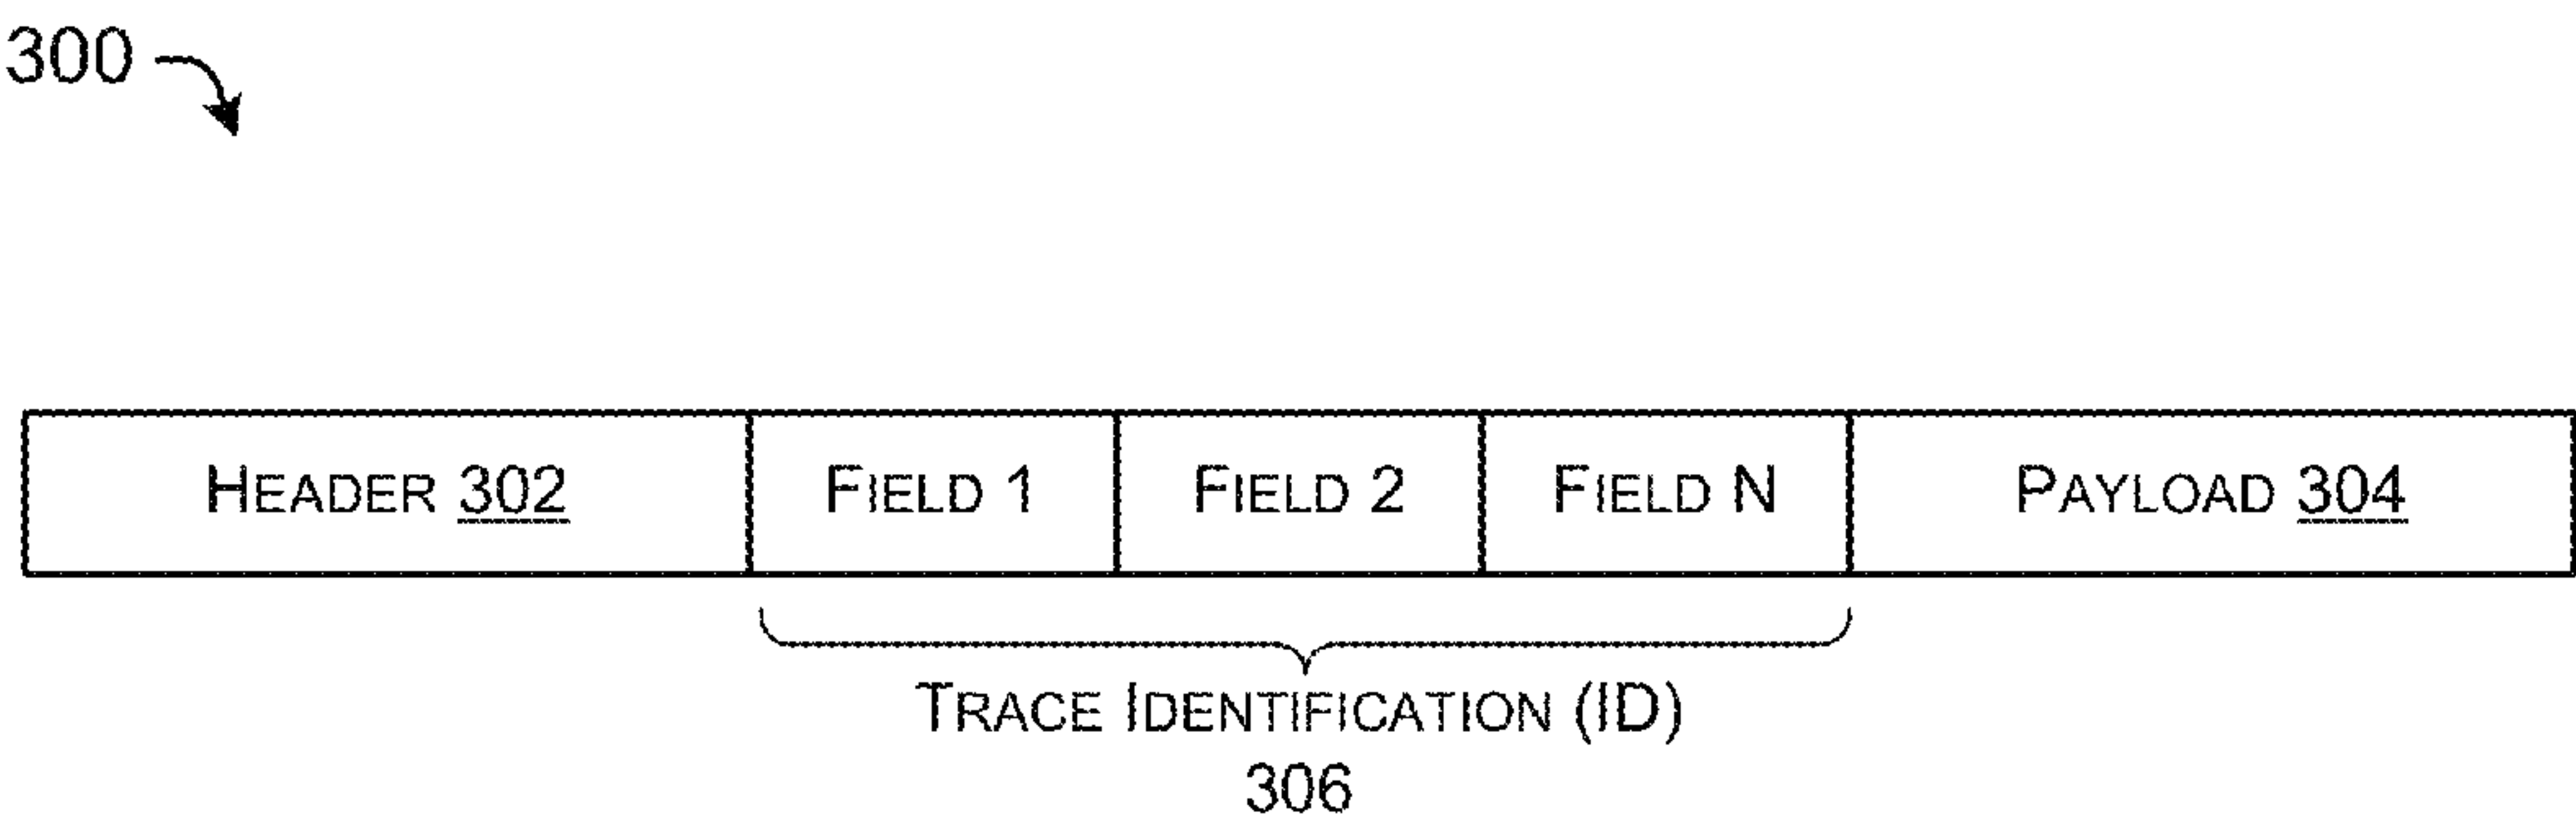 300
HEADER 302 FIELD 1 FIELD 2 FIELD N PAYLOAD 304
TRACE IDENTIFICATION (ID)
306